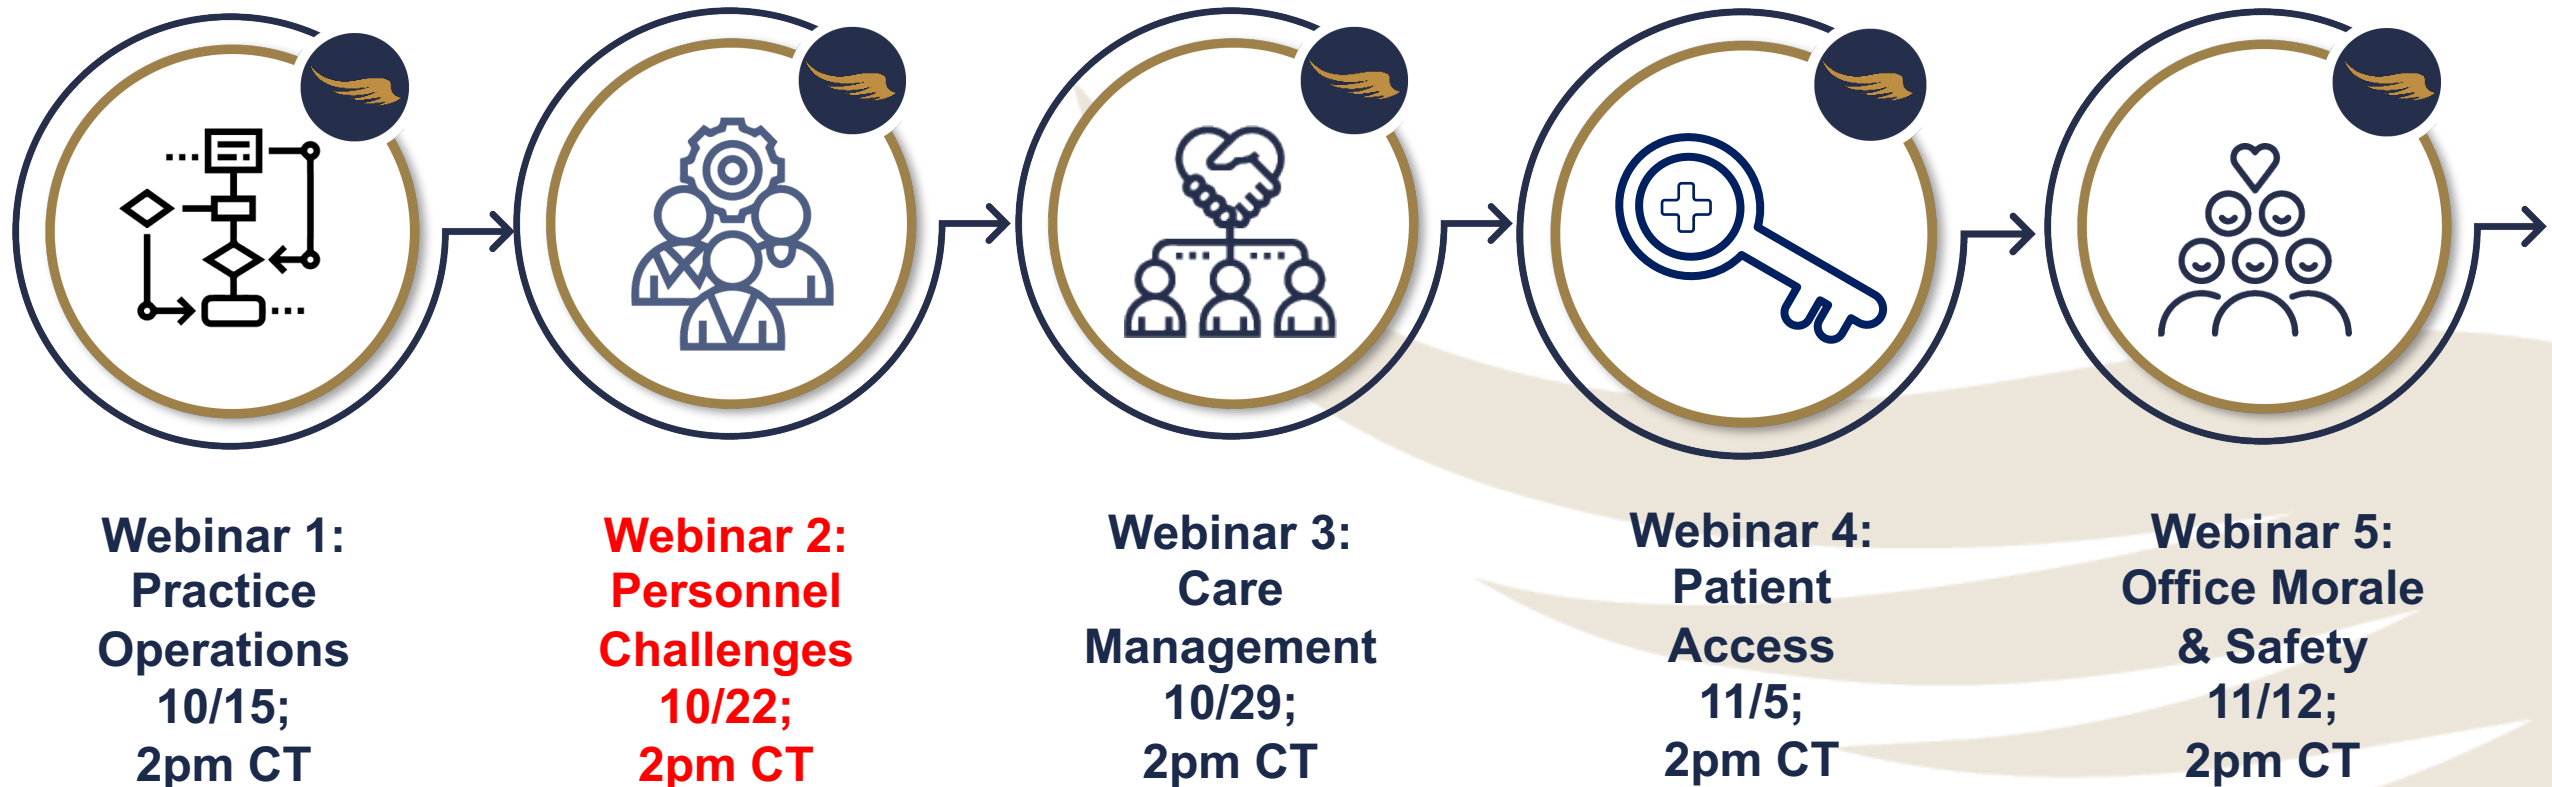 Webinar 1:
Practice
Operations
10/15;
2pm CT
Webinar 2:
Personnel
Challenges
10/22;
2pm CT
Webinar 3:
Care
Management
10/29;
2pm CT
Webinar 4:
Patient
Access
11/5;
2pm CT
Webinar 5:
Office Morale
& Safety
11/12;
2pm CT